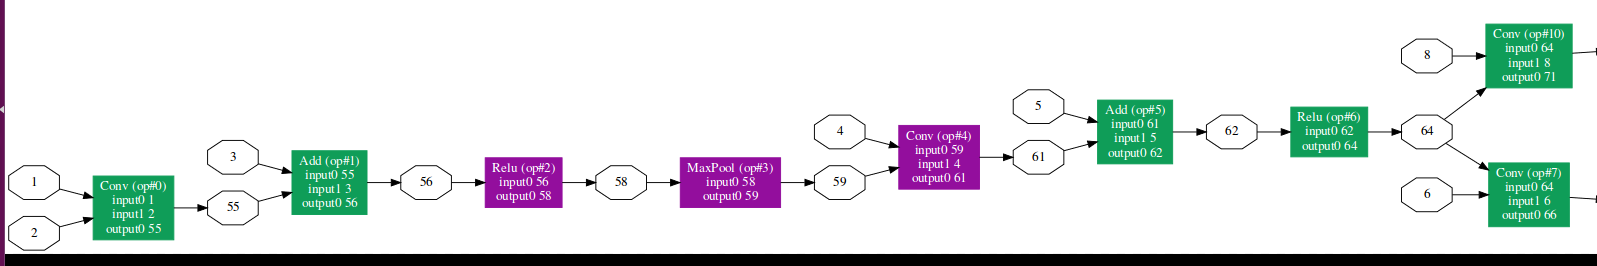 1
2
Conv (op#0)
input0 1
input1 2
output0 55
3
55
Add (op#1)
input0 55
input1 3
output0 56
56
Relu (op#2)
input0 56
output0 58
58
MaxPool (op#3)
input0 58
output0 59
4
59
Conv (op#4)
input0 59
input1 4
output0 61
5
61
Add (op#5)
input0 61
input1 5
output0 62
62
Relu (op#6)
input0 62
output0 64
8
64
6
Conv (op#10)
input0 64
input1 8
output0 71
Conv (op#7)
input0 64
input1 6
output0 66